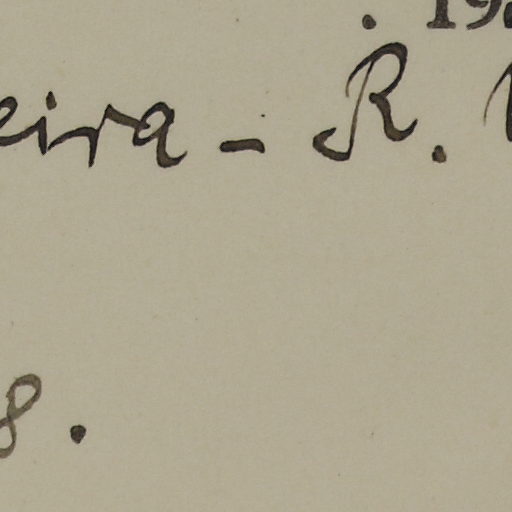 . 19
eira - R.
8.